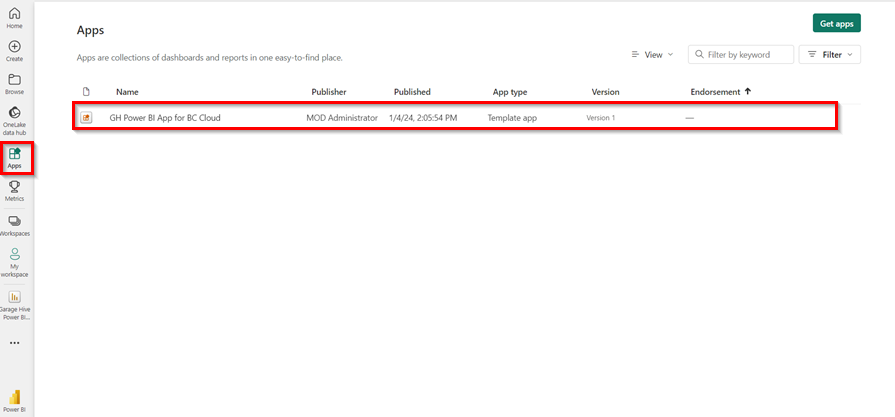 Home
Create
Browse
OneLake
data hub
Apps
Metrics
Workspaces
My
workspace
Garage Hive
Power BI...
Power BI
Apps
Get apps
Apps are collections of dashboards and reports in one easy-to-find place.
View
Filter by keyword
Filter
Name Publisher Published App type Version Endorsement
GH Power BI App for BC Cloud MOD Administrator 1/4/24, 2:05:54 PM Template app Version 1 —